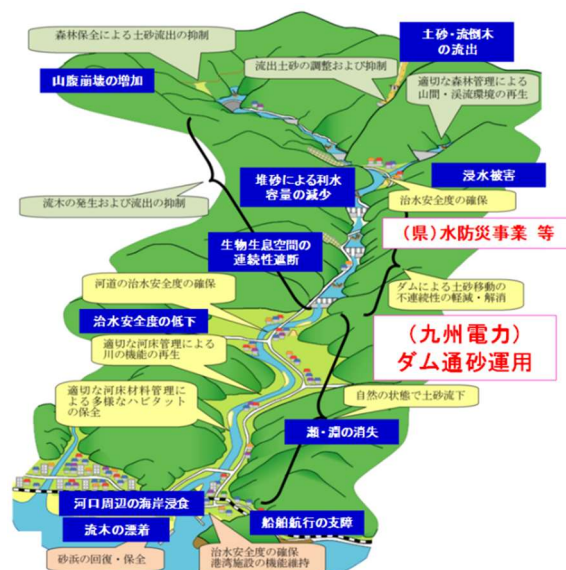 森林保全による土砂流出の抑制
土砂・流倒木
の流出
山腹崩壊の増加
流出土砂の調整および抑制
適切な森林管理による
山間・渓流環境の再生
堆砂による利水
容量の減少
浸水被害
流木の発生および流出の抑制
治水安全度の確保
(県)水防災事業 等
生物生息空間の
連続性遮断
河道の治水安全度の確保
ダムによる土砂移動の
不連続性の軽減・解消
治水安全度の低下
(九州電力)
ダム通砂運用
適切な河床管理による
川の機能の再生
適切な河床材料管理に
よる多様なハビタット
の保全
自然の状態で土砂流下
瀬・淵の消失
河口周辺の海岸浸食
流木の漂着
船舶航行の支障
砂浜の回復・保全
治水安全度の確保
港湾施設の機能維持